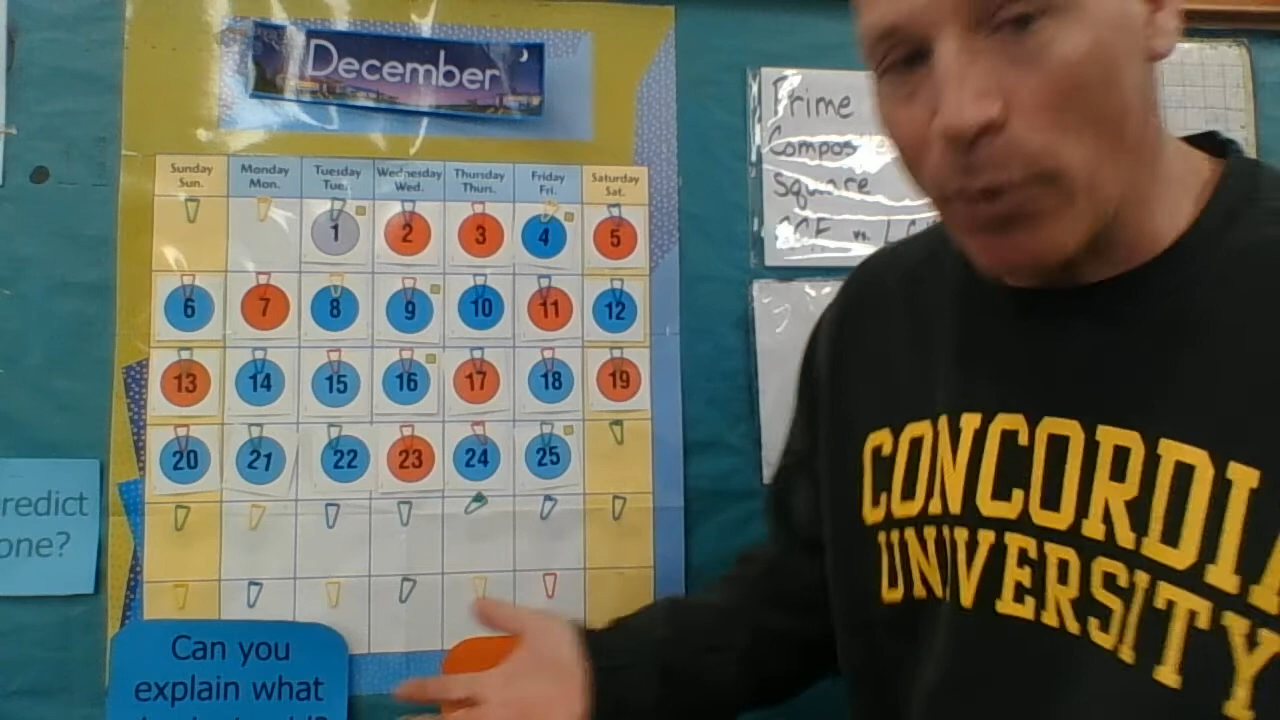 December
Sunday Monday Tuesday Wednesday Thursday Friday Saturday
Sun. Mon. Tue. Wed. Thurs. Fri. Sat.
1 2 3 4 5
6 7 8 9 10 11 12
13 14 15 16 17 18 19
20 21 22 23 24 25
Can you
explain what
Prime
Compos
square
GCF
CONCORDIA
UNIVERSITY
redict
one?